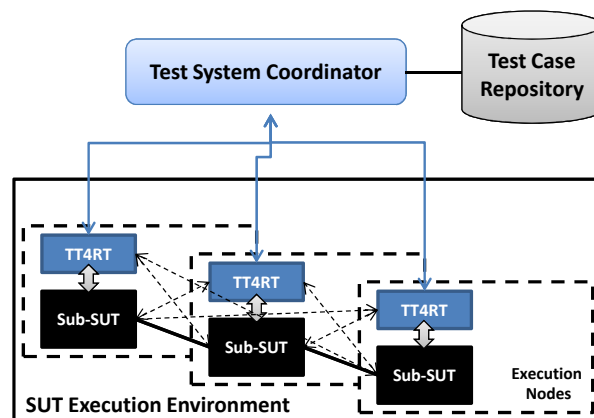 Test System Coordinator
Test Case
Repository
TT4RT
TT4RT
TT4RT
Sub-SUT
Sub-SUT
Sub-SUT
Execution
Nodes
SUT Execution Environment